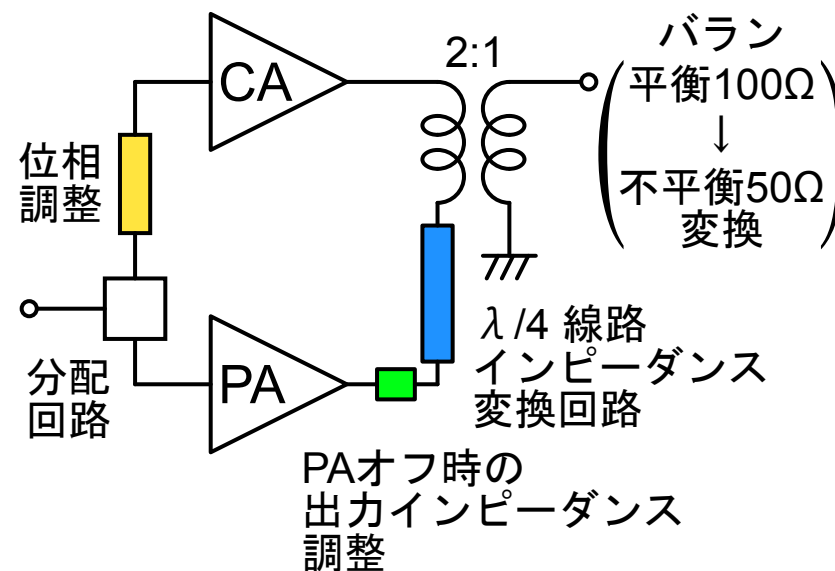 CA
2:1
バラン
平衡100Ω
↓
不平衡50Ω
変換
位相
調整
分配
回路
PA
λ/4 線路
インピーダンス
変換回路
PAオフ時の
出力インピーダンス
調整